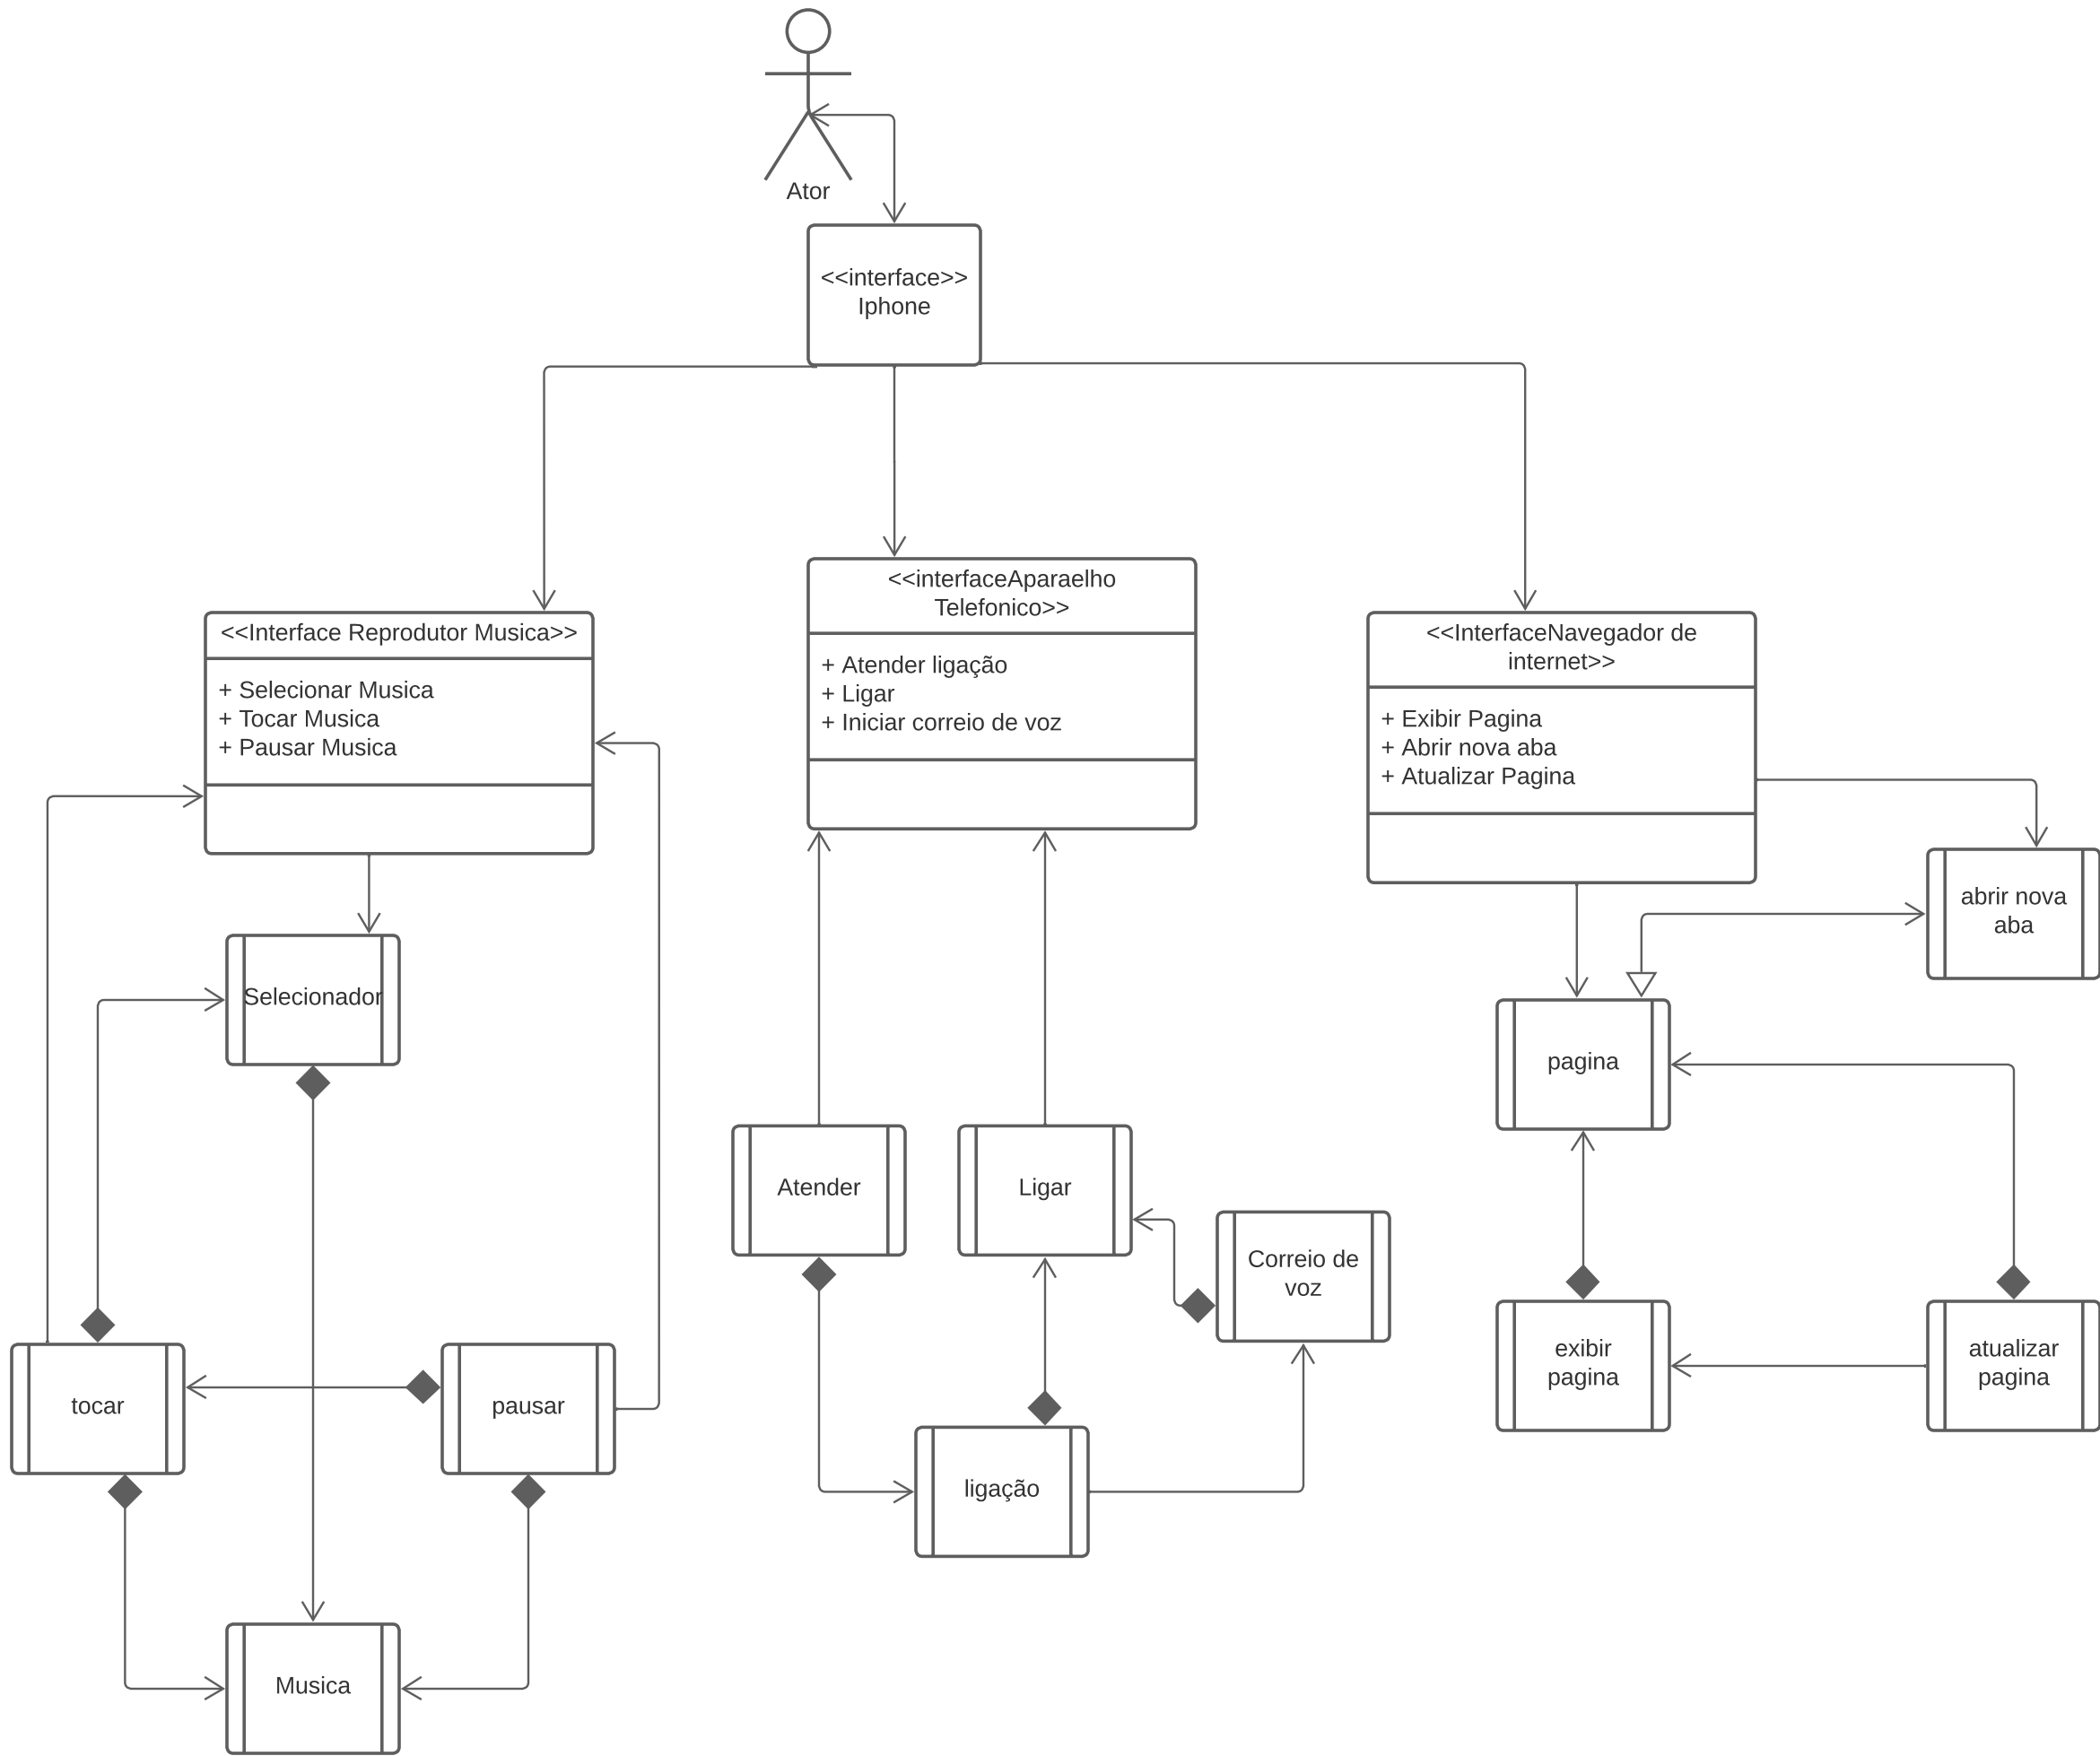 Ator
<<interface>>
Iphone
<<Interface Reprodutor Musica>>
+ Selecionar Musica
+ Tocar Musica
+ Pausar Musica
<<interfaceAparaelho
Telefonico>>
+ Atender ligação
+ Ligar
+ Iniciar correio de voz
<<InterfaceNavegador de
internet>>
+ Exibir Pagina
+ Abrir nova aba
+ Atualizar Pagina
abrir nova
aba
Selecionador
pagina
Atender
Ligar
Correio de
voz
tocar
pausar
exibir
pagina
atualizar
pagina
ligação
Musica